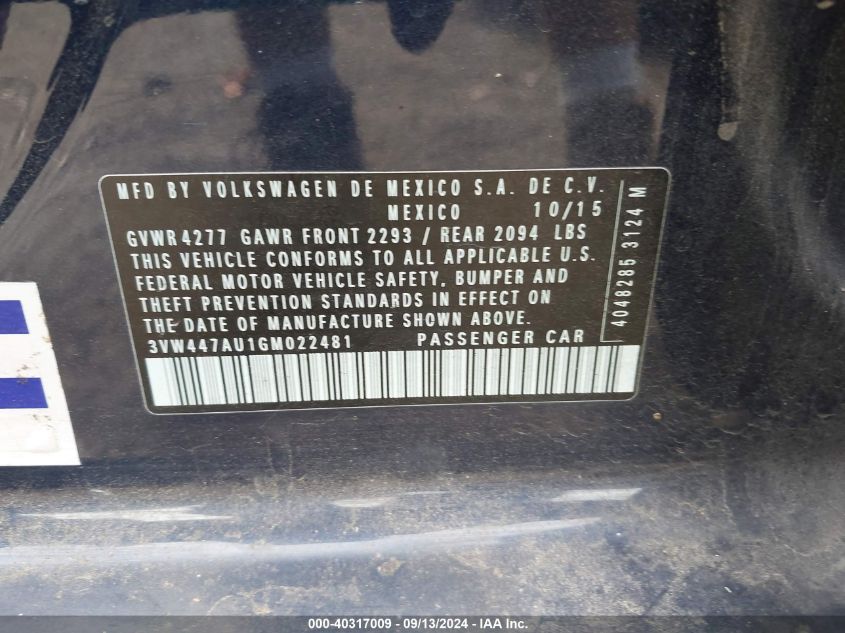 MFD BY VOLKSWAGEN DE MEXICO S.A. DE C.V.
MEXICO 10/15
GVWR 4277 GAWR FRONT 2293 / REAR 2094 LBS
THIS VEHICLE CONFORMS TO ALL APPLICABLE U.S.
FEDERAL MOTOR VEHICLE SAFETY, BUMPER AND
THEFT PREVENTION STANDARDS IN EFFECT ON
THE DATE OF MANUFACTURE SHOWN ABOVE.
3VW447AU1GM022481 PASSENGER CAR
4048285 3124 M
000-40317009 - 09/13/2024 - IAA Inc.